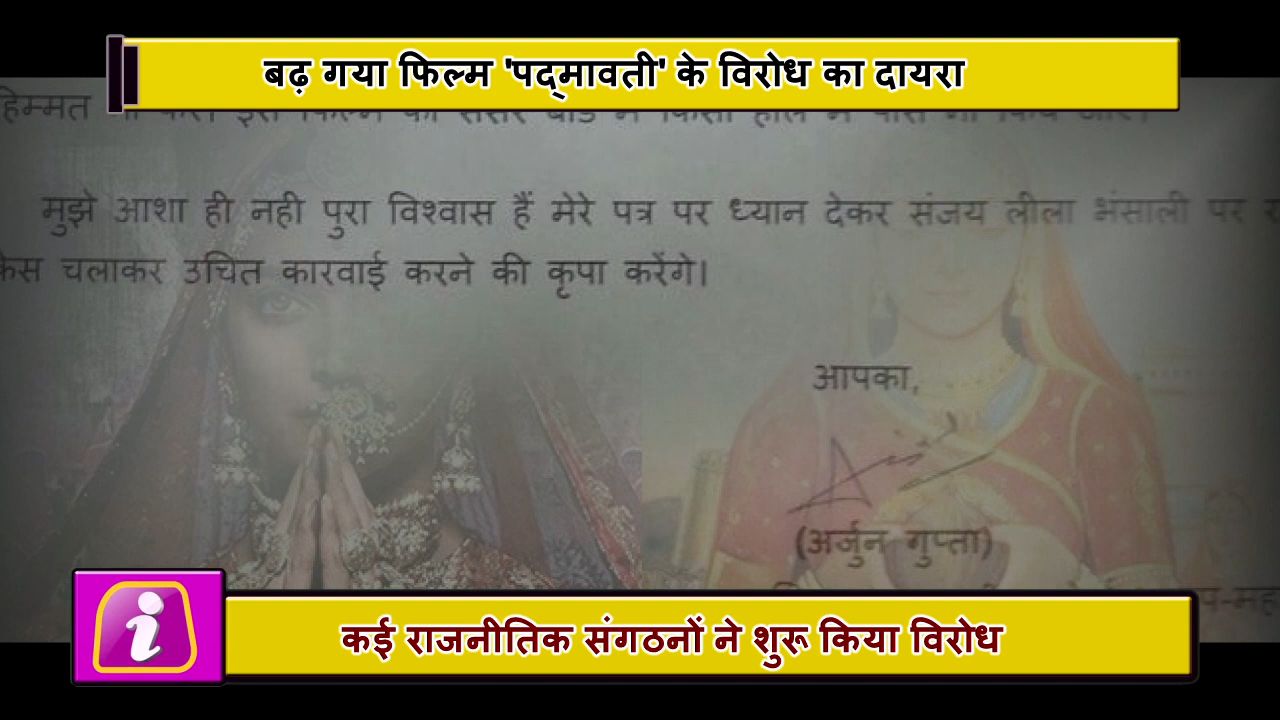 बढ़ गया फिल्म 'पद्मावती' के विरोध का दायरा
हिम्मत
मुझे आशा ही नही पुरा विश्वास हैं मेरे पत्र पर ध्यान देकर संजय लीला भंसाली पर
केस चलाकर उचित कारवाई करने की कृपा करेंगे।
आपका,
(अर्जुन गुप्ता)
कई राजनीतिक संगठनों ने शुरू किया विरोध